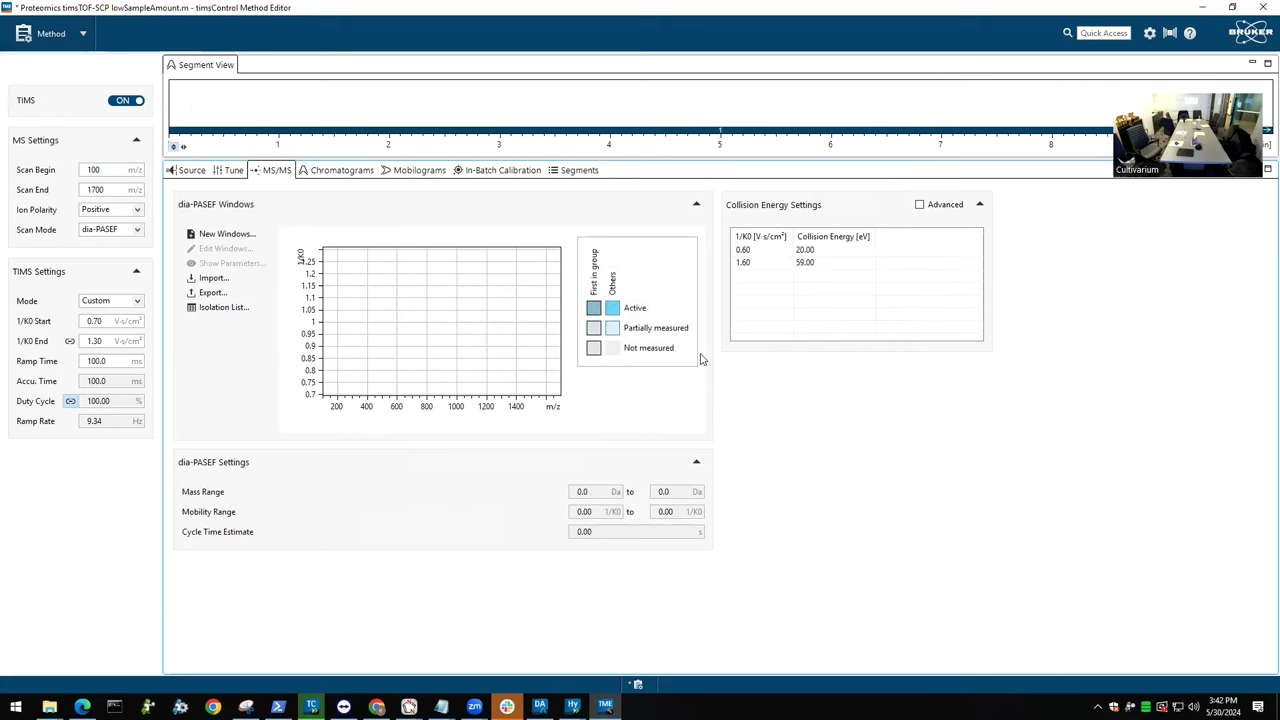 * Proteomics timsTOF-SCP lowSampleAmount.m - timsControl Method Editor
Method
Quick Access
BRUKER
Segment View
TIMS
ON
1
1 2 3 4 5 6 7 8
Cultivarium
Source Tune MS/MS Chromatograms Mobilograms In-Batch Calibration Segments
MS Settings
Scan Begin 100 m/z
Scan End 1700 m/z
Ion Polarity Positive
Scan Mode dia-PASEF
TIMS Settings
Mode Custom
1/K0 Start 0.70 V·s/cm²
1/K0 End 1.30 V·s/cm²
Ramp Time 100.0 ms
Accu. Time 100.0 ms
Duty Cycle 100.00 %
Ramp Rate 9.34 Hz
dia-PASEF Windows
New Windows...
Edit Windows...
Show Parameters...
Import...
Export...
Isolation List...
1/K0
1.25
1.2
1.15
1.1
1.05
1
0.95
0.9
0.85
0.8
0.75
0.7
200 400 600 800 1000 1200 1400 m/z
First in group
Others
Active
Partially measured
Not measured
Collision Energy Settings Advanced
1/K0 [V·s/cm²] Collision Energy [eV]
0.60 20.00
1.60 59.00
dia-PASEF Settings
Mass Range 0.0 Da to 0.0 Da
Mobility Range 0.00 1/K0 to 0.00 1/K0
Cycle Time Estimate 0.00 s
TC
DA
Hy
TME
3:42 PM
5/30/2024